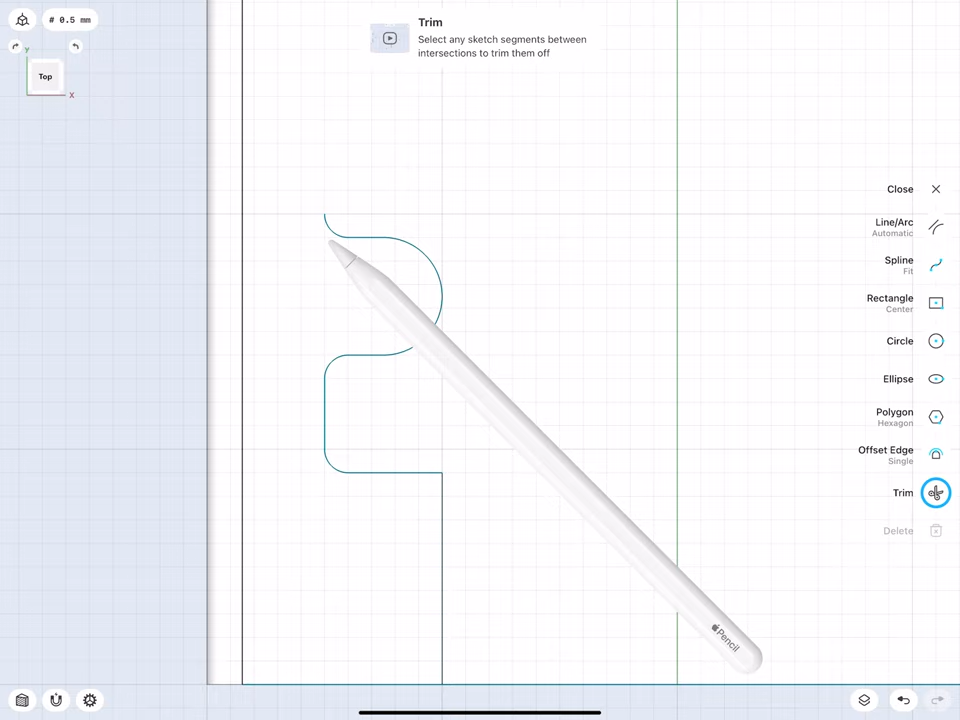 # 0.5 mm
Trim
Select any sketch segments between
intersections to trim them off
y
Top
x
Close
Line/Arc
Automatic
Spline
Fit
Rectangle
Center
Circle
Ellipse
Polygon
Hexagon
Offset Edge
Single
Trim
Delete
Pencil